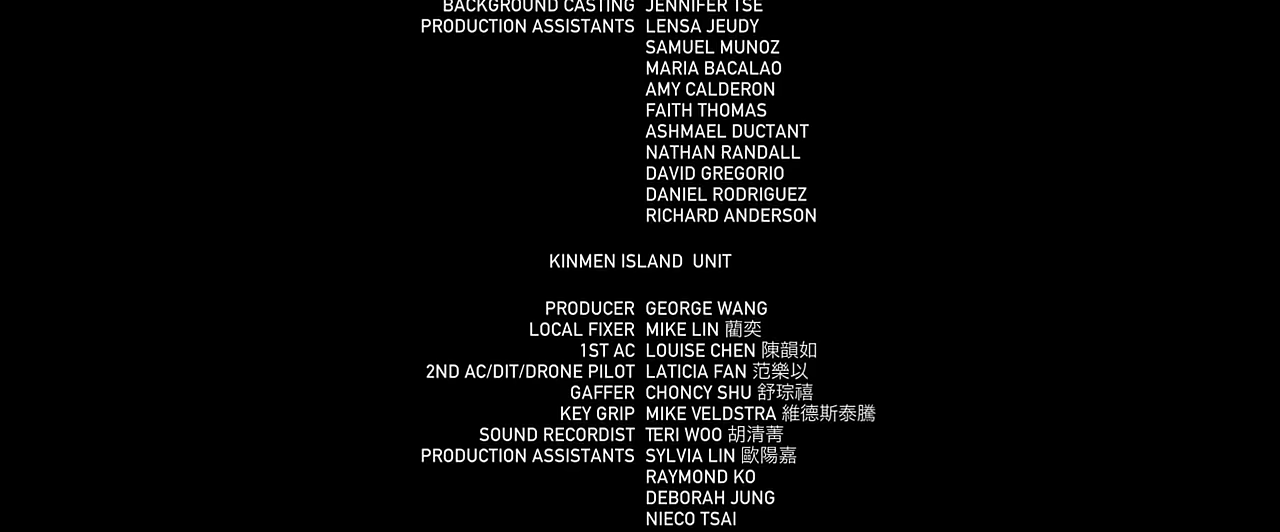 BACKGROUND CASTING JENNIFER TSE
PRODUCTION ASSISTANTS LENSA JEUDY
SAMUEL MUNOZ
MARIA BACALAO
AMY CALDERON
FAITH THOMAS
ASHMAEL DUCTANT
NATHAN RANDALL
DAVID GREGORIO
DANIEL RODRIGUEZ
RICHARD ANDERSON
KINMEN ISLAND UNIT
PRODUCER GEORGE WANG
LOCAL FIXER MIKE LIN 藺奕
1ST AC LOUISE CHEN 陳韻如
2ND AC/DIT/DRONE PILOT LATICIA FAN 范樂以
GAFFER CHONCY SHU 舒琮禧
KEY GRIP MIKE VELDSTRA 維德斯泰騰
SOUND RECORDIST TERI WOO 胡清菁
PRODUCTION ASSISTANTS SYLVIA LIN 歐陽嘉
RAYMOND KO
DEBORAH JUNG
NIECO TSAI